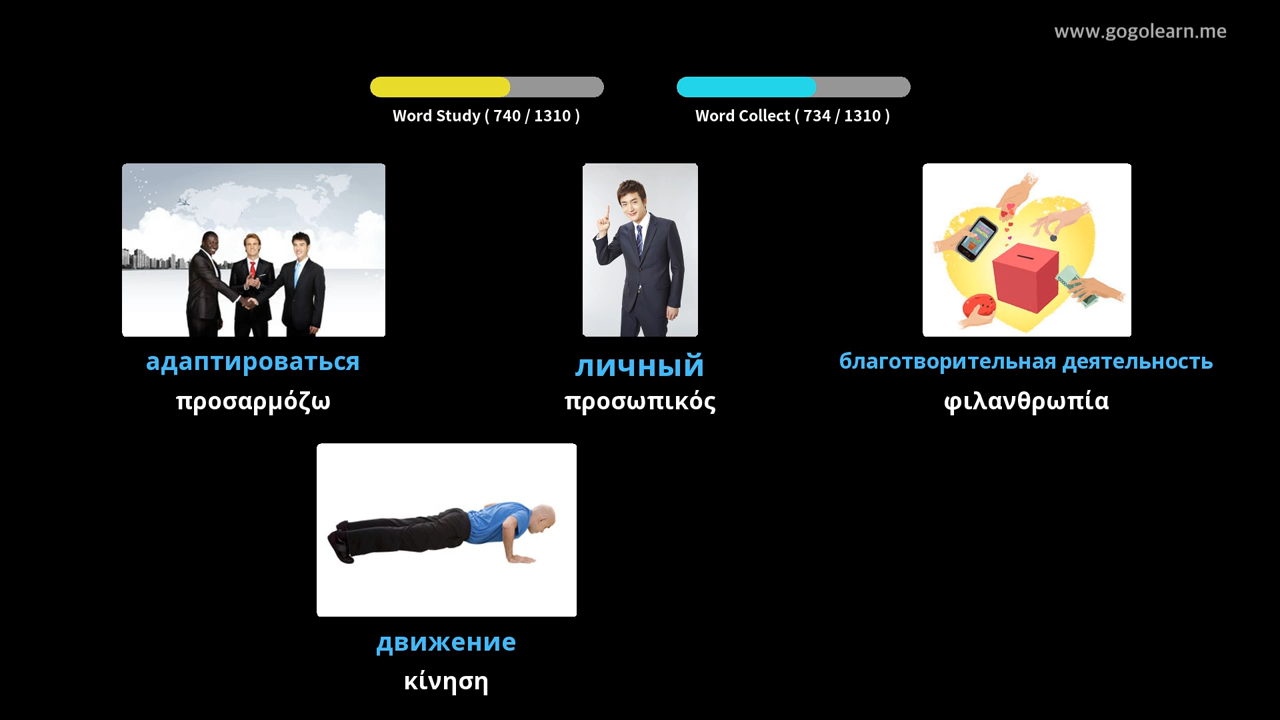 www.gogolearn.me
Word Study ( 740 / 1310 )
Word Collect ( 734 / 1310 )
адаптироваться
προσαρμόζω
личный
προσωπικός
благотворительная деятельность
φιλανθρωπία
движение
κίνηση